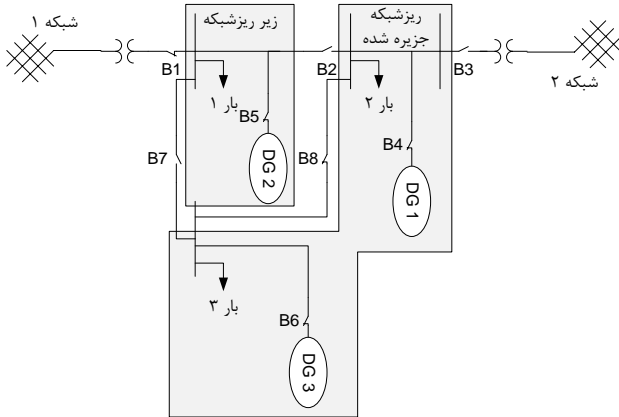 شبکه ۱
زیر ریزشبکه
ریزشبکه
جزیره شده
شبکه ۲
B1
B2
B3
بار ۱
بار ۲
B5
B4
B7
B8
DG 2
DG 1
بار ۳
B6
DG 3